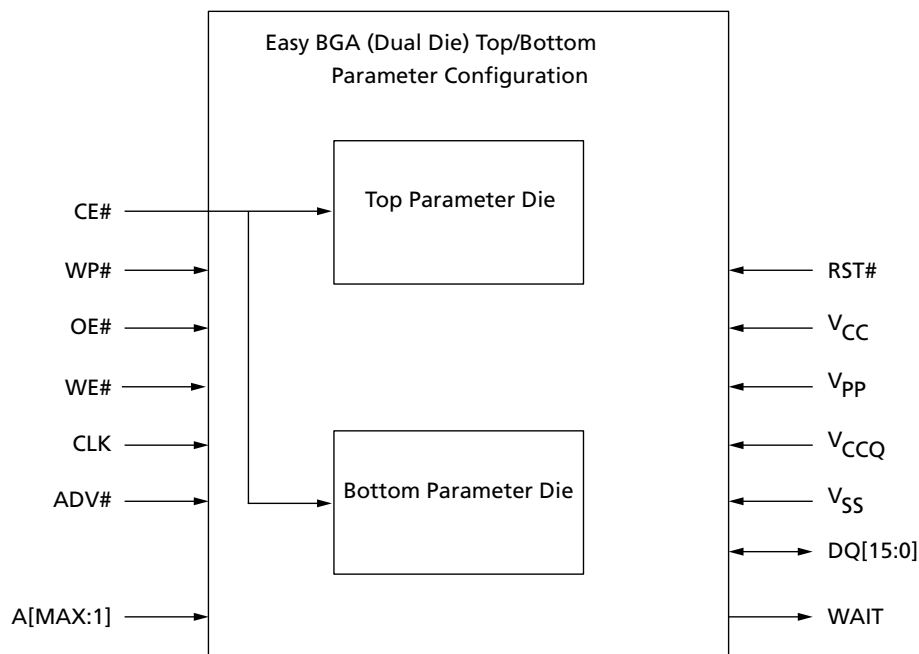 Easy BGA (Dual Die) Top/Bottom
Parameter Configuration
Top Parameter Die
Bottom Parameter Die
CE#
WP#
OE#
WE#
CLK
ADV#
A[MAX:1]
RST#
VCC
VPP
VCCQ
VSS
DQ[15:0]
WAIT